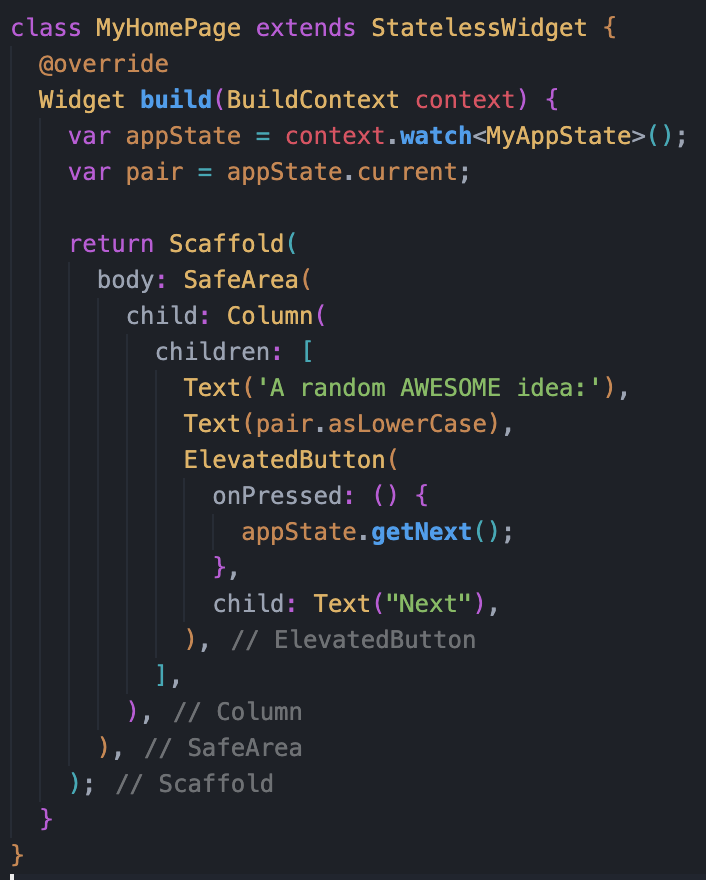 class MyHomePage extends StatelessWidget {
  @override
  Widget build(BuildContext context) {
    var appState = context.watch<MyAppState>();
    var pair = appState.current;

    return Scaffold(
      body: SafeArea(
        child: Column(
          children: [
            Text('A random AWESOME idea:'),
            Text(pair.asLowerCase),
            ElevatedButton(
              onPressed: () {
                appState.getNext();
              },
              child: Text("Next"),
            ), // ElevatedButton
          ],
        ), // Column
      ), // SafeArea
    ); // Scaffold
  }
}